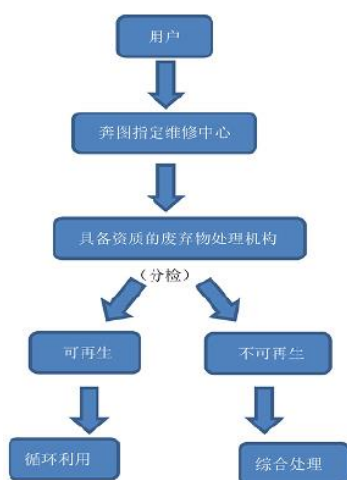 用户
奔图指定维修中心
具备资质的废弃物处理机构
（分检）
可再生
不可再生
循环利用
综合处理